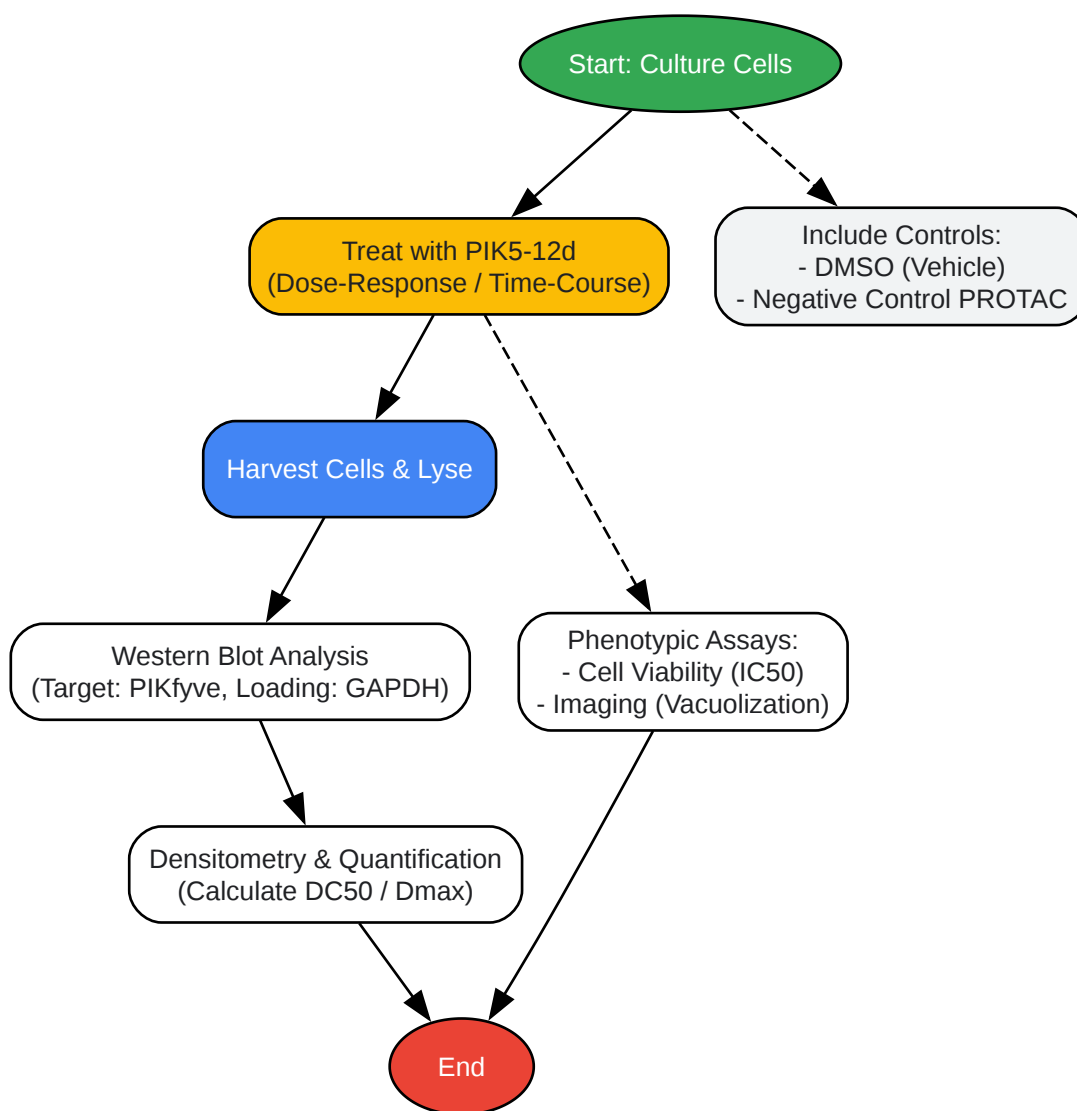 Start: Culture Cells
Treat with PIK5-12d
(Dose-Response / Time-Course)
Include Controls:
- DMSO (Vehicle)
- Negative Control PROTAC
Harvest Cells & Lyse
Western Blot Analysis
(Target: PIKfyve, Loading: GAPDH)
Phenotypic Assays:
- Cell Viability (IC50)
- Imaging (Vacuolization)
Densitometry & Quantification
(Calculate DC50 / Dmax)
End